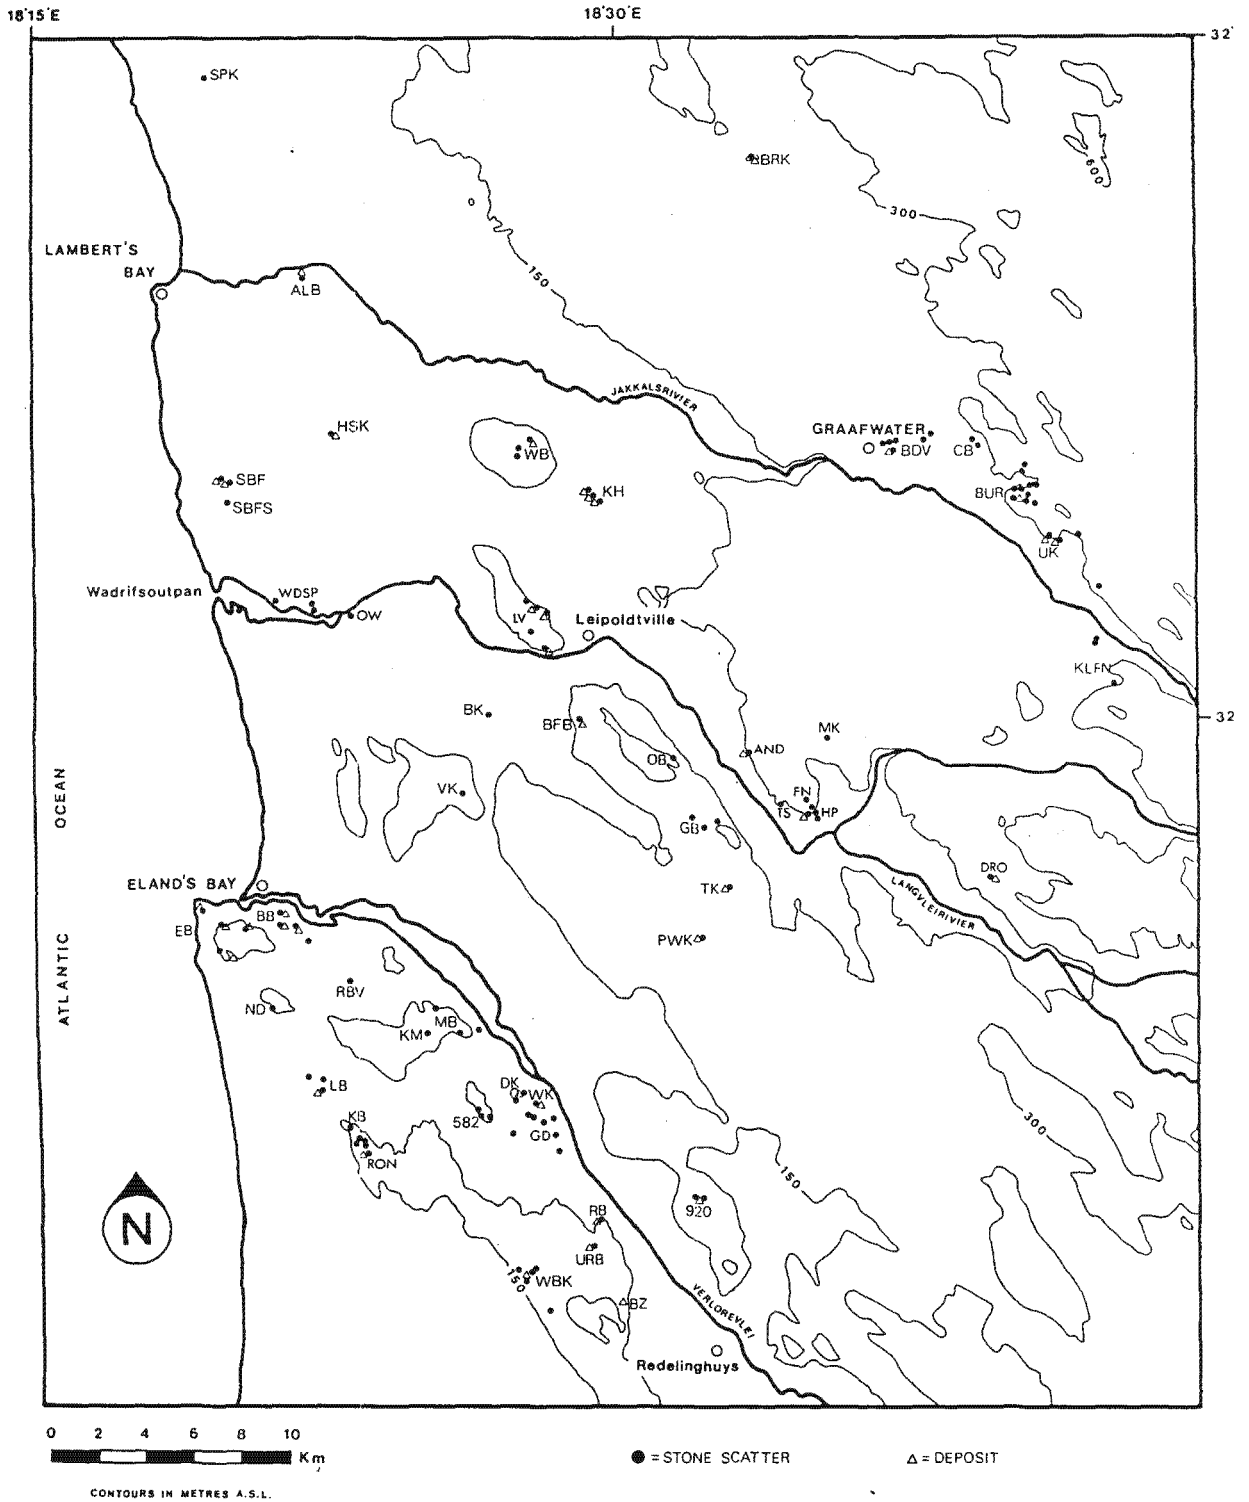 18°15'E
18°30'E
32°
SPK
BRK
600
300
LAMBERT'S
BAY
150
ALB
JAKKALSRIVIER
HSK
GRAAFWATER
WB
BDV
CB
SBF
KH
BUR
SBFS
UK
Wadrifsoutpan
WDSP
OW
LV
Leipoldtville
KLFN
BK
BFB
MK
32
AND
OB
VK
FN
TS
HP
GB
ATLANTIC OCEAN
DRO
ELAND'S BAY
TK
LANGVLEIRIVIER
BB
EB
PWK
RBV
ND
MB
KM
DK
LB
WK
582
KB
GD
300
RON
150
920
RB
N
URB
150
WBK
BZ
VERLOREVLEI
Redelinghuys
0 2 4 6 8 10
Km
= STONE SCATTER
= DEPOSIT
CONTOURS IN METRES A.S.L.